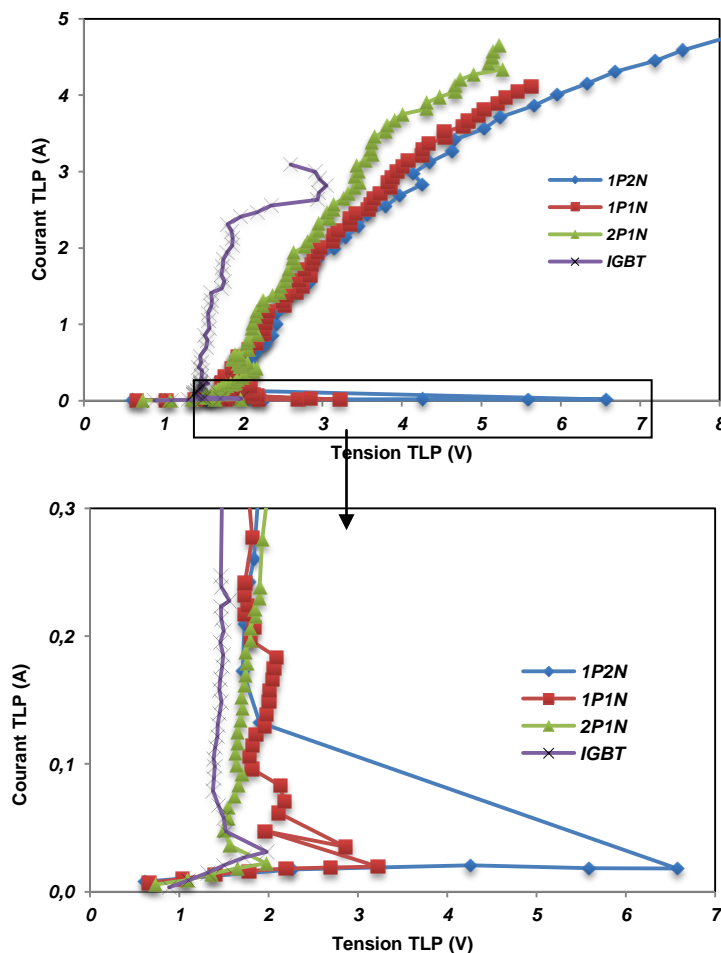 5
4
3
2
1
0
Courant TLP (A)
1P2N
1P1N
2P1N
IGBT
0 1 2 3 4 5 6 7 8
Tension TLP (V)
0,3
0,2
0,1
0,0
Courant TLP (A)
1P2N
1P1N
2P1N
IGBT
0 1 2 3 4 5 6 7
Tension TLP (V)